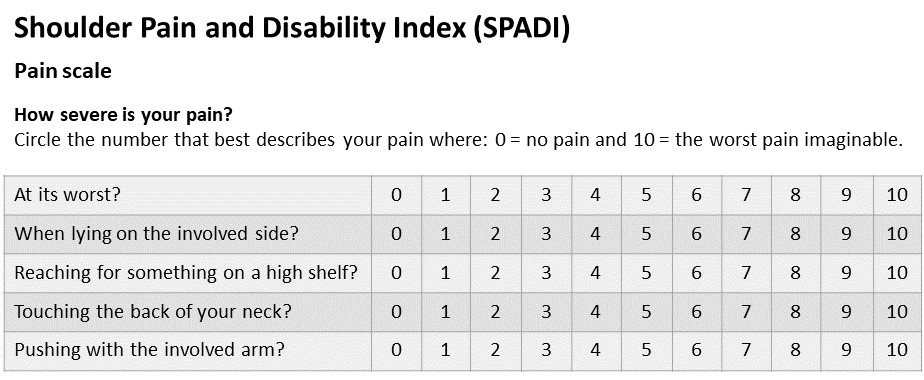 Shoulder Pain and Disability Index (SPADI)
Pain scale
How severe is your pain?
Circle the number that best describes your pain where: 0 = no pain and 10 = the worst pain imaginable.
At its worst? 0 1 2 3 4 5 6 7 8 9 10
When lying on the involved side? 0 1 2 3 4 5 6 7 8 9 10
Reaching for something on a high shelf? 0 1 2 3 4 5 6 7 8 9 10
Touching the back of your neck? 0 1 2 3 4 5 6 7 8 9 10
Pushing with the involved arm? 0 1 2 3 4 5 6 7 8 9 10